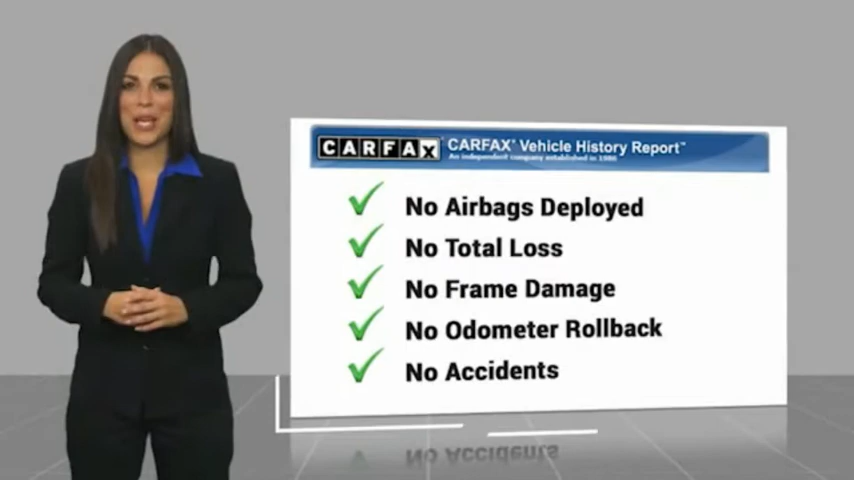 CARFAX CARFAX® Vehicle History Report™
An independent company established in 1986
No Airbags Deployed
No Total Loss
No Frame Damage
No Odometer Rollback
No Accidents
No Accidents